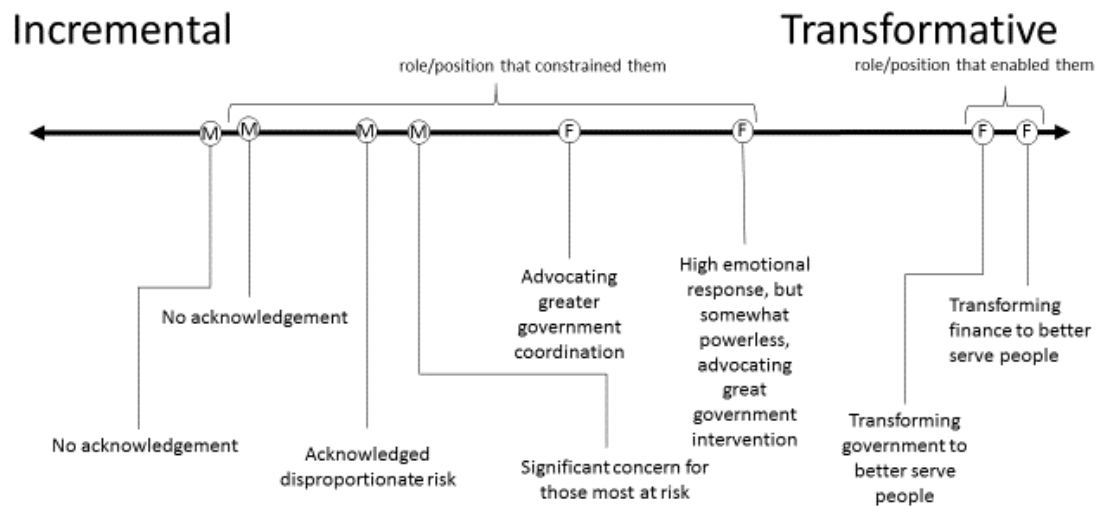 Incremental
Transformative
role/position that constrained them
role/position that enabled them
M
M
M
M
F
F
F
F
No acknowledgement
No acknowledgement
Acknowledged
disproportionate risk
Significant concern for
those most at risk
Advocating
greater
government
coordination
High emotional
response, but
somewhat
powerless,
advocating
great
government
intervention
Transforming
government to
better serve
people
Transforming
finance to better
serve people